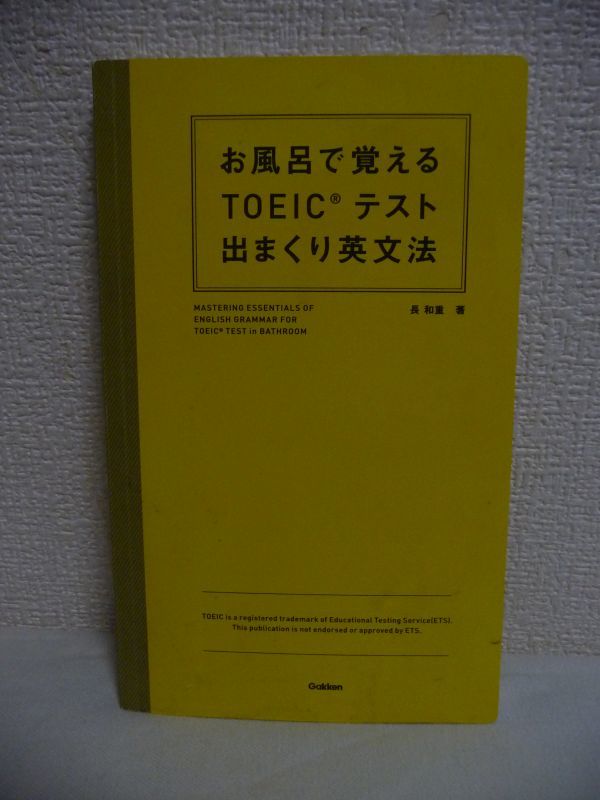 お風呂で覚える
TOEIC® テスト
出まくり英文法
MASTERING ESSENTIALS OF
ENGLISH GRAMMAR FOR
TOEIC® TEST in BATHROOM
長 和重 著
TOEIC is a registered trademark of Educational Testing Service(ETS).
This publication is not endorsed or approved by ETS.
Gakken